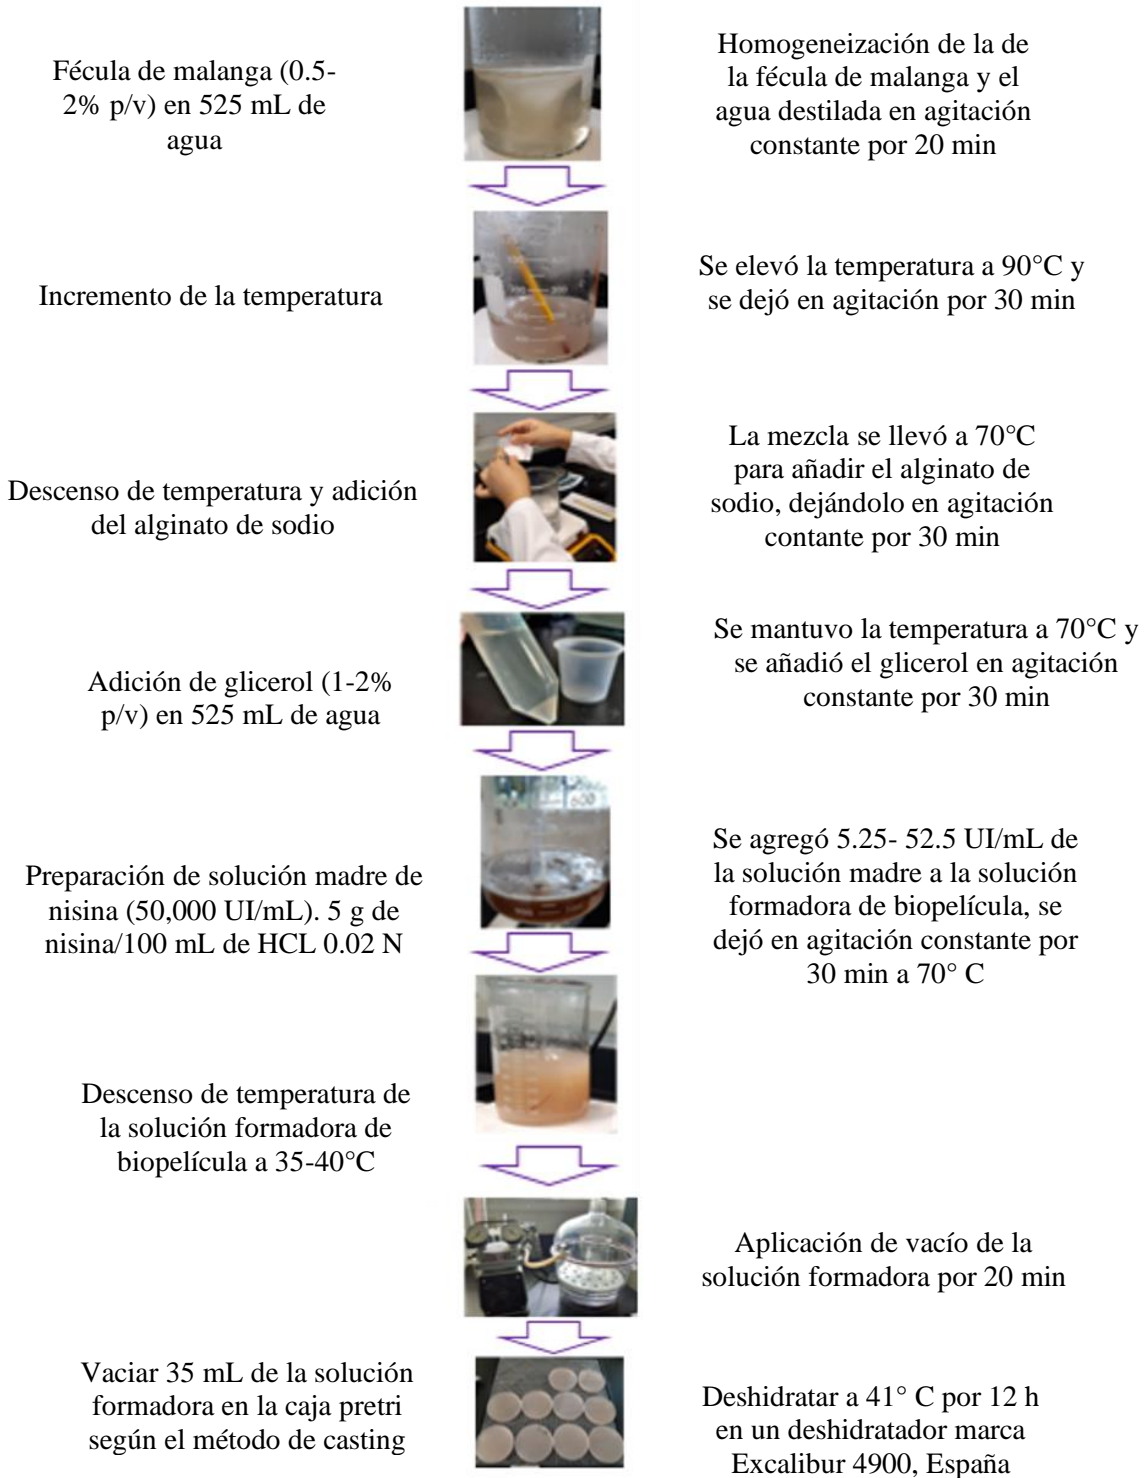 Fécula de malanga (0.5-
2% p/v) en 525 mL de
agua
Homogeneización de la de
la fécula de malanga y el
agua destilada en agitación
constante por 20 min
Incremento de la temperatura
Se elevó la temperatura a 90°C y
se dejó en agitación por 30 min
Descenso de temperatura y adición
del alginato de sodio
La mezcla se llevó a 70°C
para añadir el alginato de
sodio, dejándolo en agitación
contante por 30 min
Adición de glicerol (1-2%
p/v) en 525 mL de agua
Se mantuvo la temperatura a 70°C y
se añadió el glicerol en agitación
constante por 30 min
600
Preparación de solución madre de
nisina (50,000 UI/mL). 5 g de
nisina/100 mL de HCL 0.02 N
Se agregó 5.25- 52.5 UI/mL de
la solución madre a la solución
formadora de biopelícula, se
dejó en agitación constante por
30 min a 70° C
Descenso de temperatura de
la solución formadora de
biopelícula a 35-40°C
Aplicación de vacío de la
solución formadora por 20 min
Vaciar 35 mL de la solución
formadora en la caja pretri
según el método de casting
Deshidratar a 41° C por 12 h
en un deshidratador marca
Excalibur 4900, España